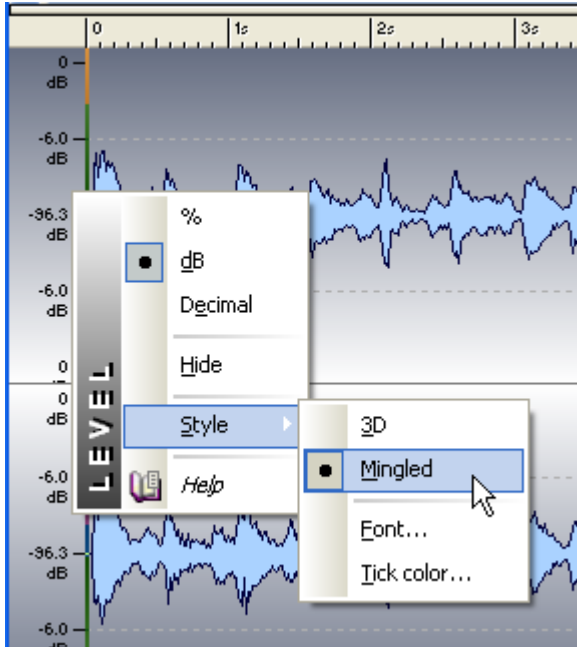 0 1s 2s 3s
0
dB
-6.0
dB
-96.3
dB
-6.0
dB
0
0
dB
-6.0
dB
-96.3
dB
-6.0
dB
LEVEL
%
dB
Decimal
Hide
Style
Help
3D
Mingled
Font...
Tick color...